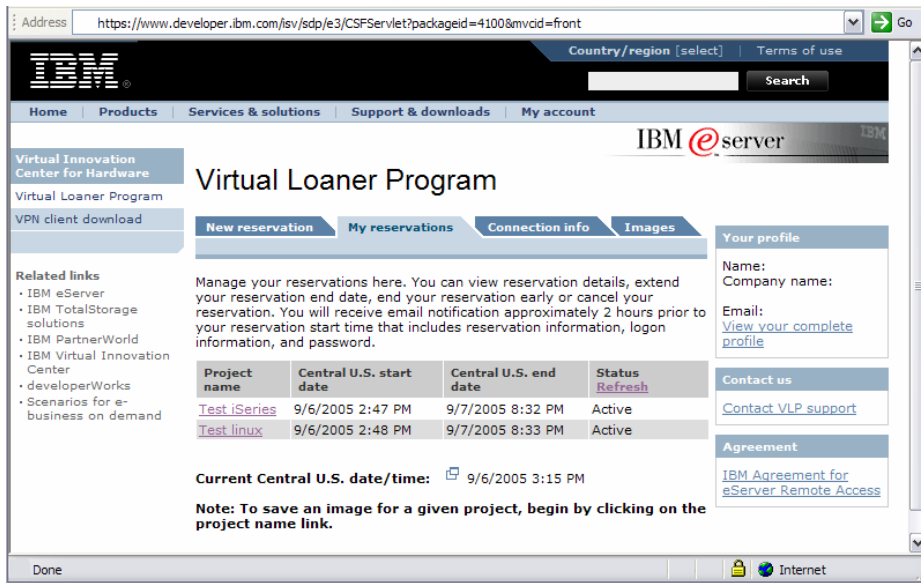 Address https://www.developer.ibm.com/isv/sdp/e3/CSFServlet?packageid=4100&mvcid=front Go
Country/region [select] | Terms of use
IBM®
Search
Home | Products | Services & solutions | Support & downloads | My account
IBM eserver IBM
Virtual Innovation
Center for Hardware
Virtual Loaner Program
VPN client download
Related links
• IBM eServer
• IBM TotalStorage
solutions
• IBM PartnerWorld
• IBM Virtual Innovation
Center
• developerWorks
• Scenarios for e-
business on demand
Virtual Loaner Program
New reservation My reservations Connection info Images
Manage your reservations here. You can view reservation details, extend
your reservation end date, end your reservation early or cancel your
reservation. You will receive email notification approximately 2 hours prior to
your reservation start time that includes reservation information, logon
information, and password.
Project name Central U.S. start date Central U.S. end date Status Refresh
Test iSeries 9/6/2005 2:47 PM 9/7/2005 8:32 PM Active
Test linux 9/6/2005 2:48 PM 9/7/2005 8:33 PM Active
Current Central U.S. date/time: 9/6/2005 3:15 PM
Note: To save an image for a given project, begin by clicking on the
project name link.
Your profile
Name:
Company name:
Email:
View your complete
profile
Contact us
Contact VLP support
Agreement
IBM Agreement for
eServer Remote Access
Done Internet